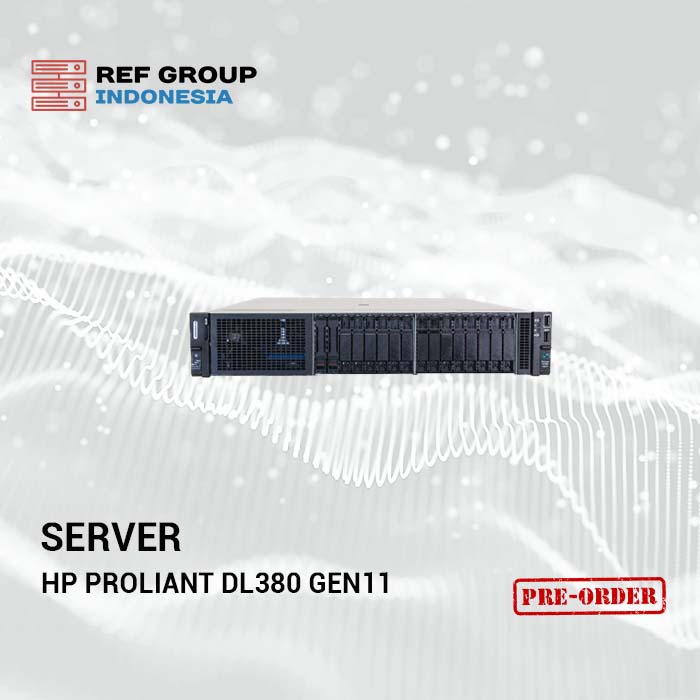 REF GROUP
INDONESIA
SERVER
HP PROLIANT DL380 GEN11
PRE-ORDER